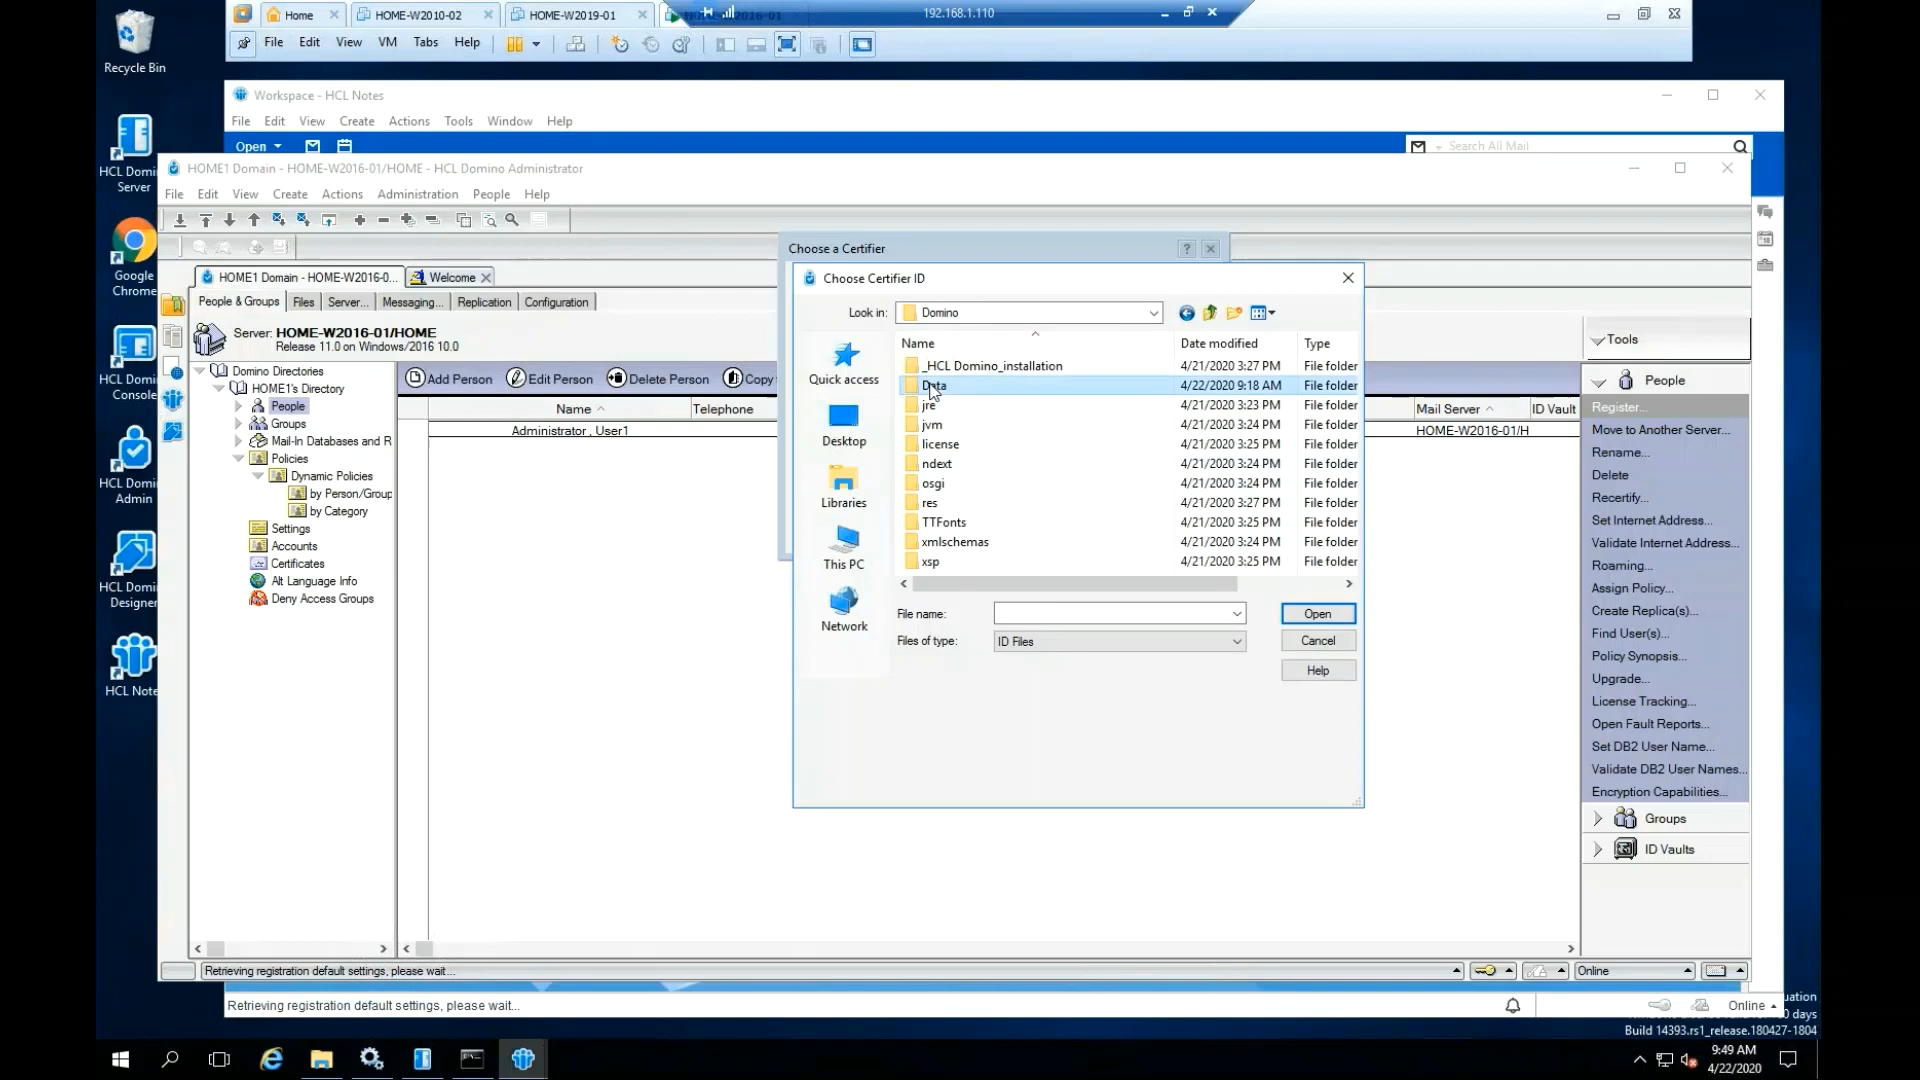 Recycle Bin
HCL Domi
Server
Google
Chrome
HCL Domi
Console
HCL Domi
Admin
HCL Domi
Designer
HCL Note
Home
HOME-W2010-02
HOME-W2019-01
192.168.1.110
File Edit View VM Tabs Help
Workspace - HCL Notes
File Edit View Create Actions Tools Window Help
Open
Search All Mail
HOME1 Domain - HOME-W2016-01/HOME - HCL Domino Administrator
File Edit View Create Actions Administration People Help
HOME1 Domain - HOME-W2016-0...
Welcome
People & Groups
Files
Server...
Messaging...
Replication
Configuration
Server: HOME-W2016-01/HOME
Release 11.0 on Windows/2016 10.0
Domino Directories
HOME1's Directory
People
Groups
Mail-In Databases and R
Policies
Dynamic Policies
by Person/Group
by Category
Settings
Accounts
Certificates
Alt Language Info
Deny Access Groups
Add Person
Edit Person
Delete Person
Copy
Name
Telephone
Mail Server
ID Vault
Administrator , User1
HOME-W2016-01/H
Choose a Certifier
?
Choose Certifier ID
Look in:
Domino
Quick access
Desktop
Libraries
This PC
Network
Name Date modified Type
_HCL Domino_installation 4/21/2020 3:27 PM File folder
Data 4/22/2020 9:18 AM File folder
jre 4/21/2020 3:23 PM File folder
jvm 4/21/2020 3:24 PM File folder
license 4/21/2020 3:25 PM File folder
ndext 4/21/2020 3:24 PM File folder
osgi 4/21/2020 3:24 PM File folder
res 4/21/2020 3:27 PM File folder
TTFonts 4/21/2020 3:25 PM File folder
xmlschemas 4/21/2020 3:24 PM File folder
xsp 4/21/2020 3:25 PM File folder
File name:
Open
Files of type:
ID Files
Cancel
Help
Tools
People
Register...
Move to Another Server...
Rename...
Delete
Recertify...
Set Internet Address...
Validate Internet Address...
Roaming...
Assign Policy...
Create Replica(s)...
Find User(s)...
Policy Synopsis...
Upgrade...
License Tracking...
Open Fault Reports...
Set DB2 User Name...
Validate DB2 User Names...
Encryption Capabilities...
Groups
ID Vaults
Retrieving registration default settings, please wait...
Online
Retrieving registration default settings, please wait...
Online
uation
days
Build 14393.rs1_release.180427-1804
9:49 AM
4/22/2020